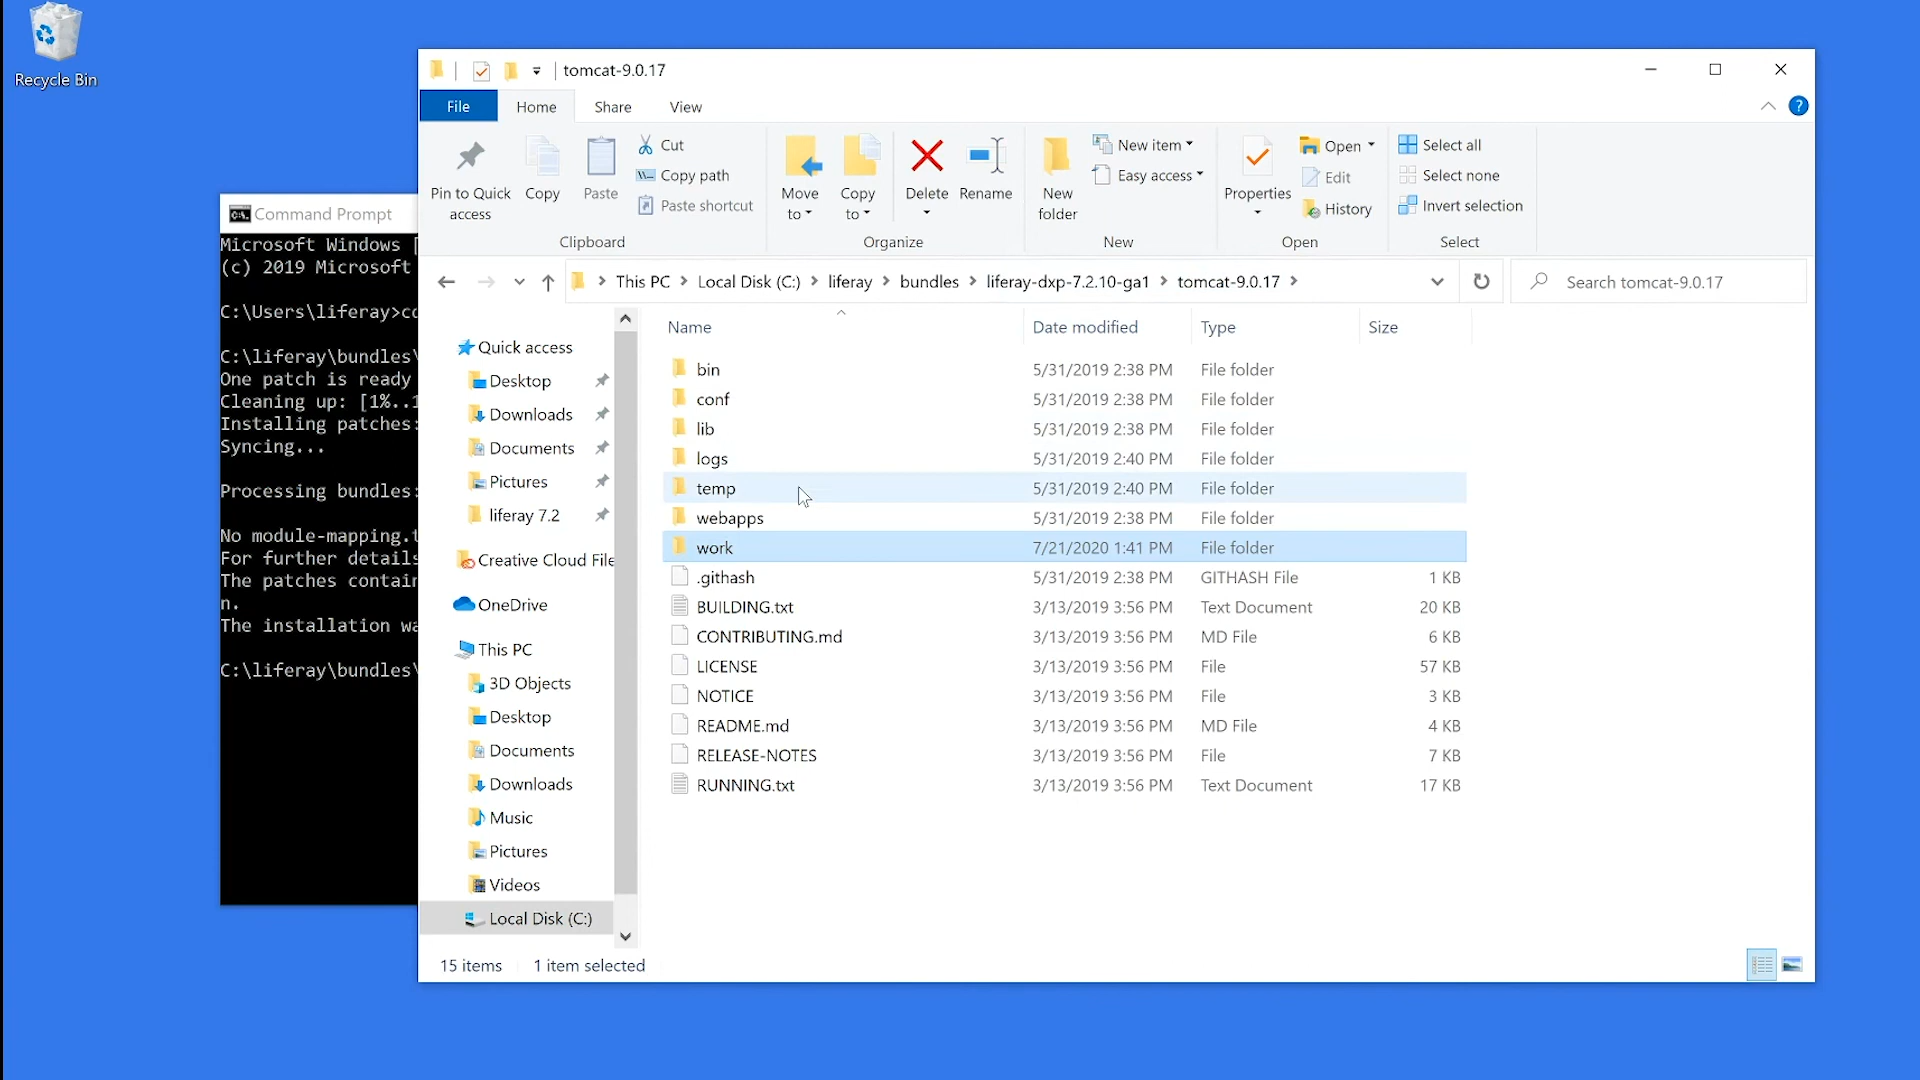 Recycle Bin
tomcat-9.0.17
File Home Share View
Pin to Quick access
Copy
Paste
Cut
Copy path
Paste shortcut
Clipboard
Move to
Copy to
Delete
Rename
Organize
New folder
New item
Easy access
New
Properties
Open
Edit
History
Open
Select all
Select none
Invert selection
Select
This PC > Local Disk (C:) > liferay > bundles > liferay-dxp-7.2.10-ga1 > tomcat-9.0.17 >
Search tomcat-9.0.17
Command Prompt
Microsoft Windows [
(c) 2019 Microsoft
C:\Users\liferay>
C:\liferay\bundles\
One patch is ready
Cleaning up: [1%..1
Installing patches:
Syncing...
Processing bundles:
No module-mapping.t
For further details
The patches contain
n.
The installation wa
C:\liferay\bundles\
Quick access
Desktop
Downloads
Documents
Pictures
liferay 7.2
Creative Cloud File
OneDrive
This PC
3D Objects
Desktop
Documents
Downloads
Music
Pictures
Videos
Local Disk (C:)
Name Date modified Type Size
bin 5/31/2019 2:38 PM File folder
conf 5/31/2019 2:38 PM File folder
lib 5/31/2019 2:38 PM File folder
logs 5/31/2019 2:40 PM File folder
temp 5/31/2019 2:40 PM File folder
webapps 5/31/2019 2:38 PM File folder
work 7/21/2020 1:41 PM File folder
.githash 5/31/2019 2:38 PM GITHASH File 1 KB
BUILDING.txt 3/13/2019 3:56 PM Text Document 20 KB
CONTRIBUTING.md 3/13/2019 3:56 PM MD File 6 KB
LICENSE 3/13/2019 3:56 PM File 57 KB
NOTICE 3/13/2019 3:56 PM File 3 KB
README.md 3/13/2019 3:56 PM MD File 4 KB
RELEASE-NOTES 3/13/2019 3:56 PM File 7 KB
RUNNING.txt 3/13/2019 3:56 PM Text Document 17 KB
15 items 1 item selected